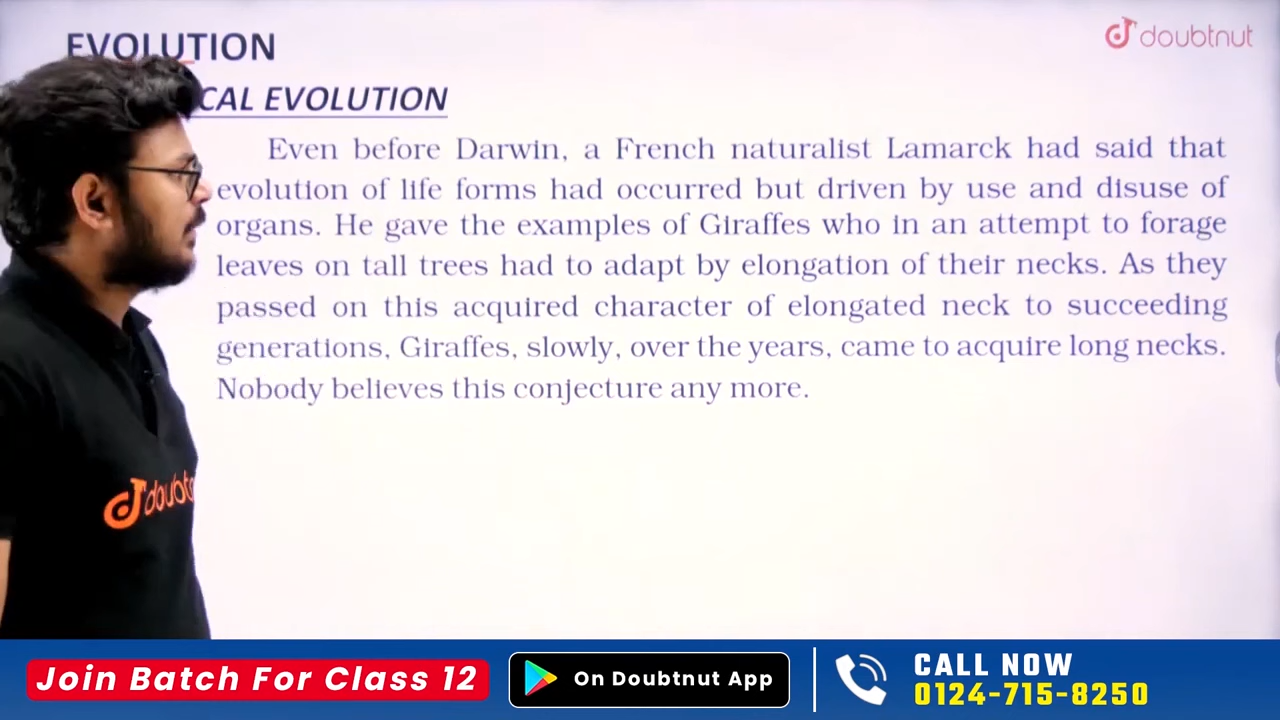 EVOLUTION
doubtnut
CAL EVOLUTION
Even before Darwin, a French naturalist Lamarck had said that
evolution of life forms had occurred but driven by use and disuse of
organs. He gave the examples of Giraffes who in an attempt to forage
leaves on tall trees had to adapt by elongation of their necks. As they
passed on this acquired character of elongated neck to succeeding
generations, Giraffes, slowly, over the years, came to acquire long necks.
Nobody believes this conjecture any more.
Join Batch For Class 12
On Doubtnut App
CALL NOW
0124-715-8250